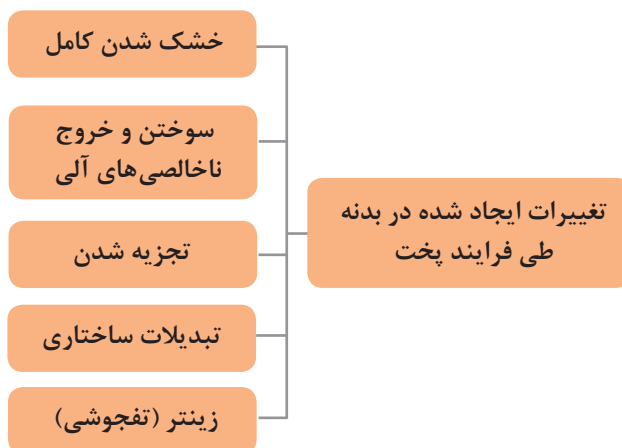 تغییرات ایجاد شده در بدنه
طی فرایند پخت
خشک شدن کامل
سوختن و خروج
ناخالصی‌های آلی
تجزیه شدن
تبدیلات ساختاری
زینتر (تفجوشی)